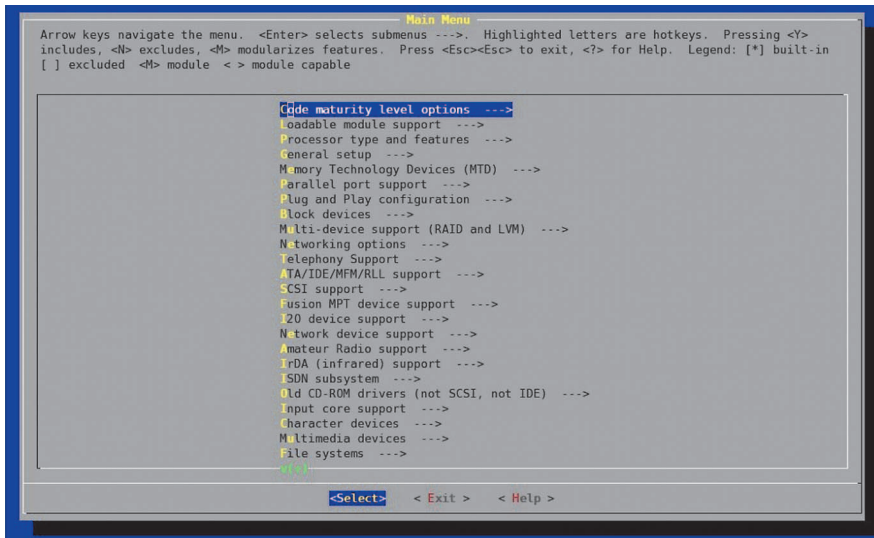 Main Menu
Arrow keys navigate the menu.  <Enter> selects submenus --->.  Highlighted letters are hotkeys.  Pressing <Y>
includes, <N> excludes, <M> modularizes features.  Press <Esc><Esc> to exit, <?> for Help.  Legend: [*] built-in
[ ] excluded  <M> module  < > module capable
Code maturity level options  --->
Loadable module support  --->
Processor type and features  --->
General setup  --->
Memory Technology Devices (MTD)  --->
Parallel port support  --->
Plug and Play configuration  --->
Block devices  --->
Multi-device support (RAID and LVM)  --->
Networking options  --->
Telephony Support  --->
ATA/IDE/MFM/RLL support  --->
SCSI support  --->
Fusion MPT device support  --->
I2O device support  --->
Network device support  --->
Amateur Radio support  --->
IrDA (infrared) support  --->
ISDN subsystem  --->
Old CD-ROM drivers (not SCSI, not IDE)  --->
Input core support  --->
Character devices  --->
Multimedia devices  --->
File systems  --->
v(+)
<Select>    < Exit >    < Help >